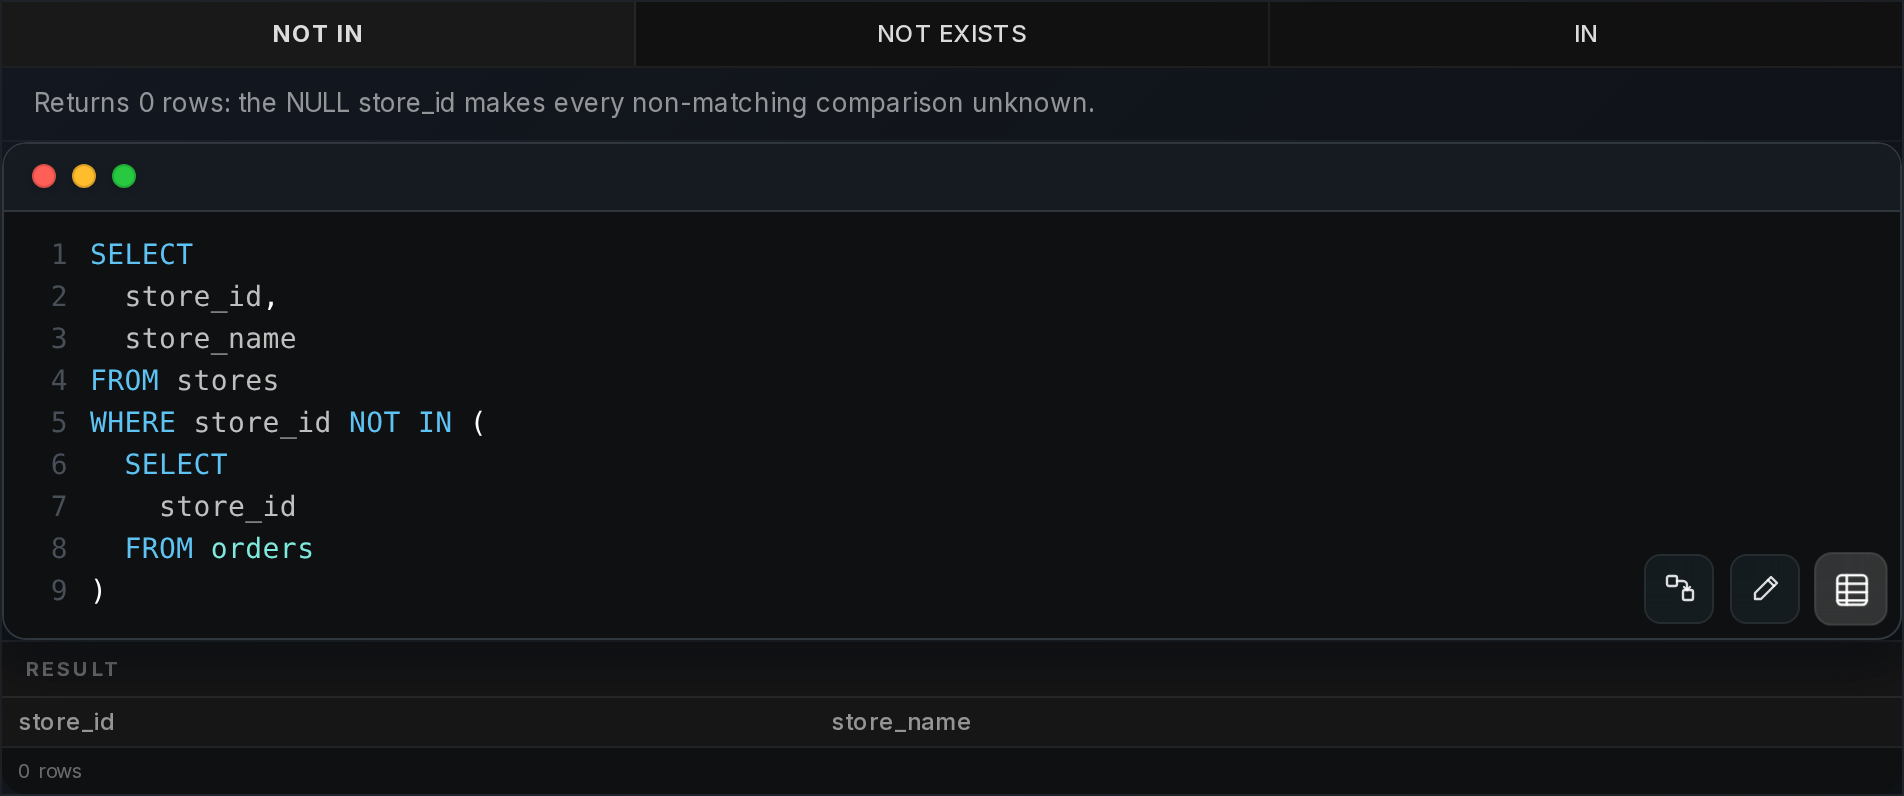 NOT IN
NOT EXISTS
IN
Returns 0 rows: the NULL store_id makes every non-matching comparison unknown.
1 SELECT
2   store_id,
3   store_name
4 FROM stores
5 WHERE store_id NOT IN (
6   SELECT
7     store_id
8   FROM orders
9 )
RESULT
store_id store_name
0 rows